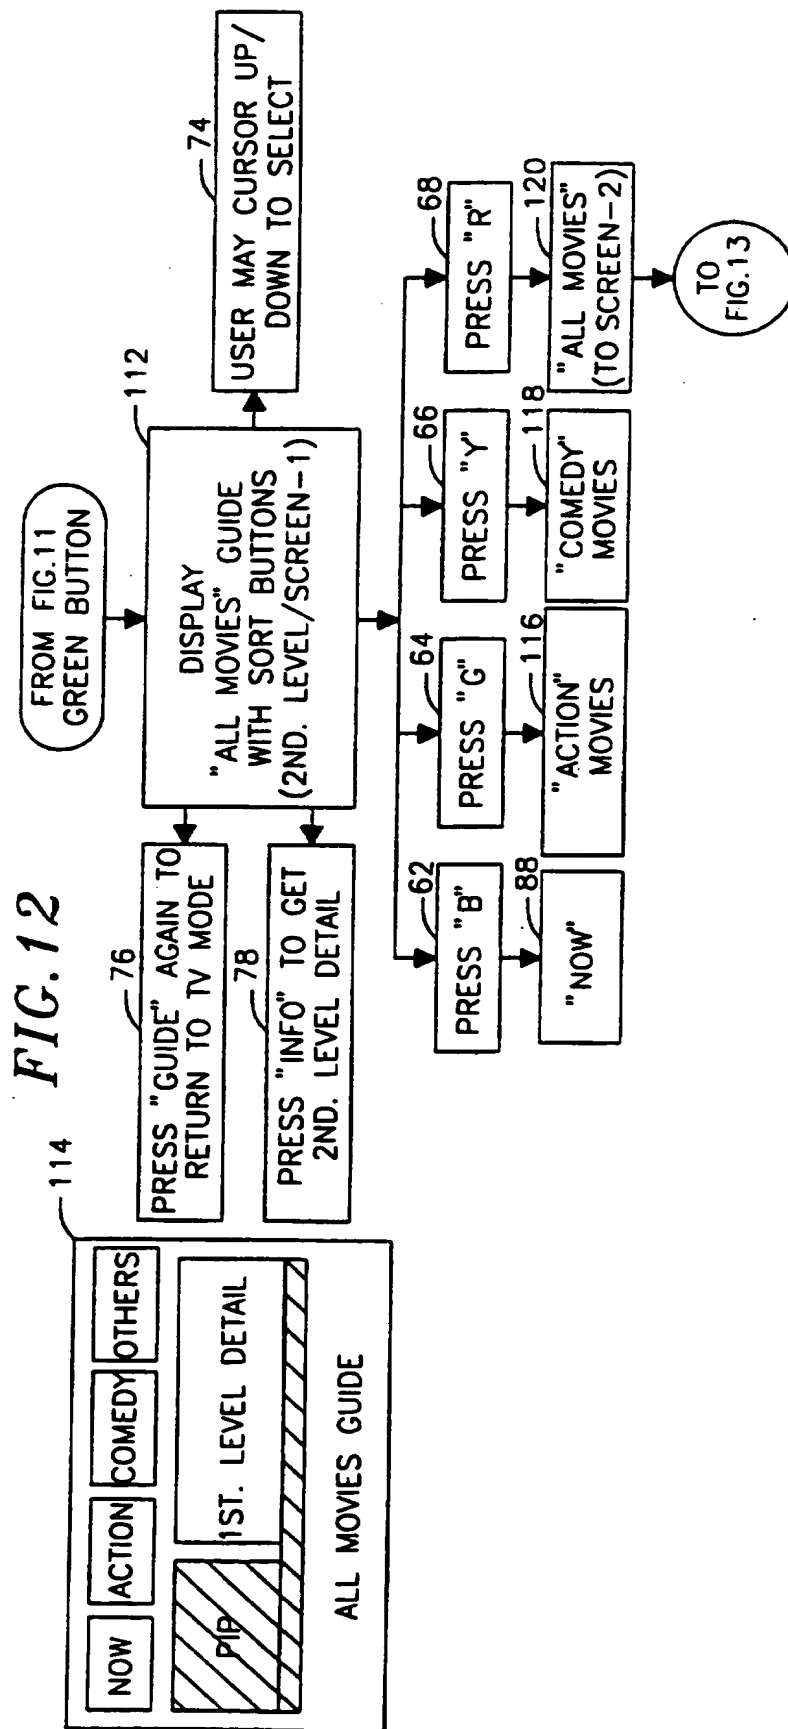 FIG.12
FROM FIG.11
GREEN BUTTON
112
DISPLAY
"ALL MOVIES" GUIDE
WITH SORT BUTTONS
(2ND. LEVEL/SCREEN-1)
74
USER MAY CURSOR UP/
DOWN TO SELECT
76
PRESS "GUIDE" AGAIN TO
RETURN TO TV MODE
78
PRESS "INFO" TO GET
2ND. LEVEL DETAIL
114
NOW
ACTION
COMEDY
OTHERS
PIP
1ST. LEVEL DETAIL
ALL MOVIES GUIDE
62
PRESS "B"
88
"NOW"
64
PRESS "G"
116
"ACTION"
MOVIES
66
PRESS "Y"
118
"COMEDY"
MOVIES
68
PRESS "R"
120
"ALL MOVIES"
(TO SCREEN-2)
TO
FIG.13